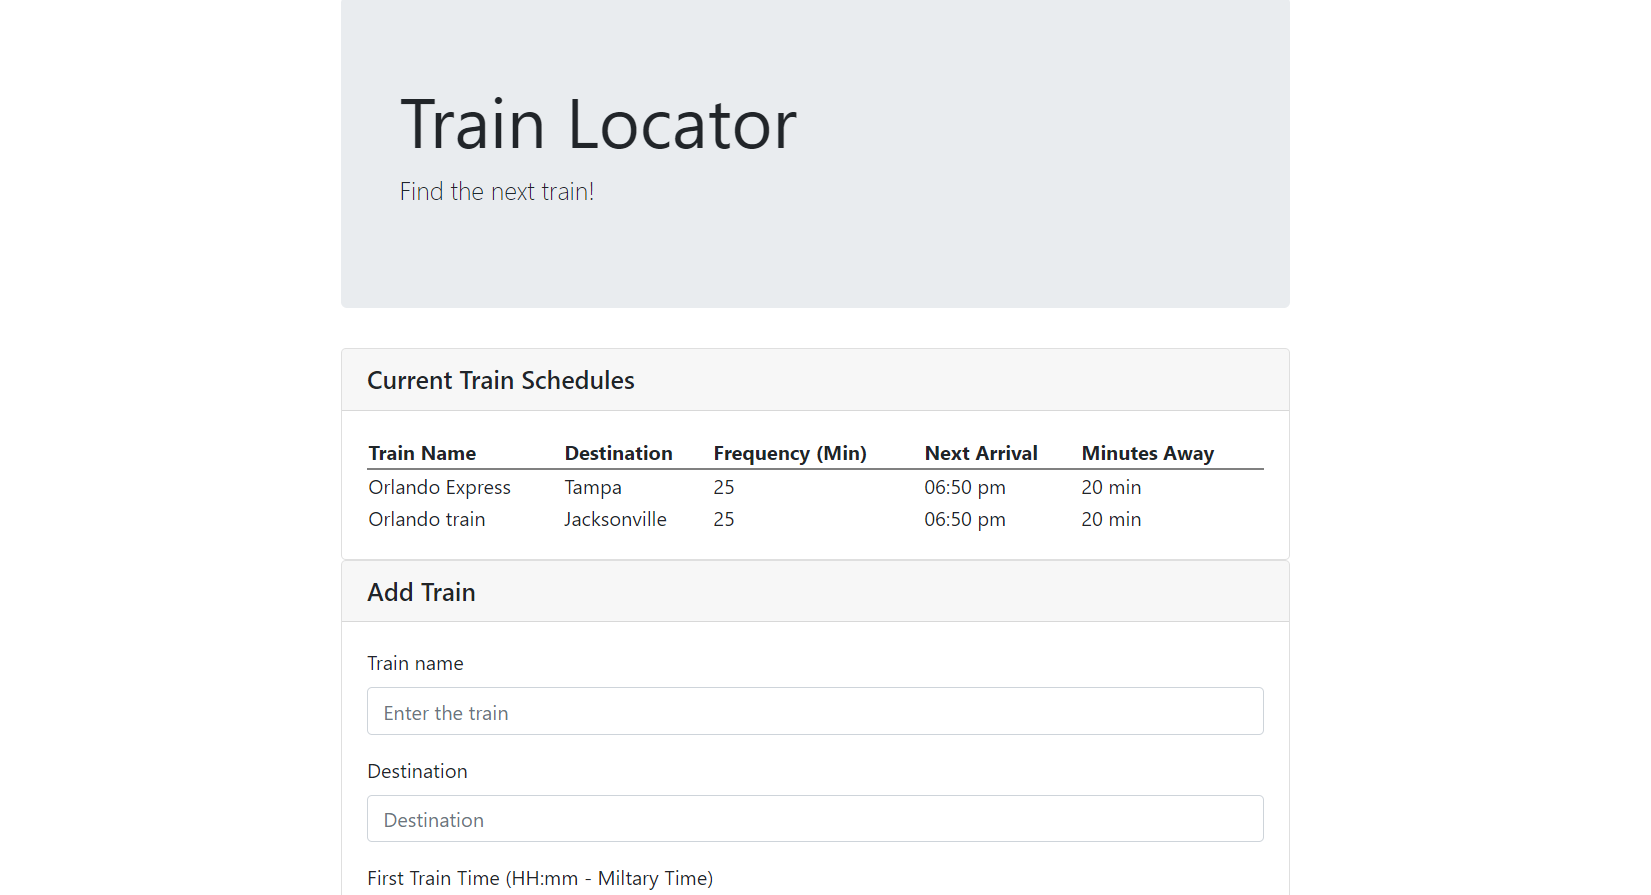 Train Locator
Find the next train!
Current Train Schedules
Train Name Destination Frequency (Min) Next Arrival Minutes Away
Orlando Express Tampa 25 06:50 pm 20 min
Orlando train Jacksonville 25 06:50 pm 20 min
Add Train
Train name
Enter the train
Destination
Destination
First Train Time (HH:mm - Miltary Time)